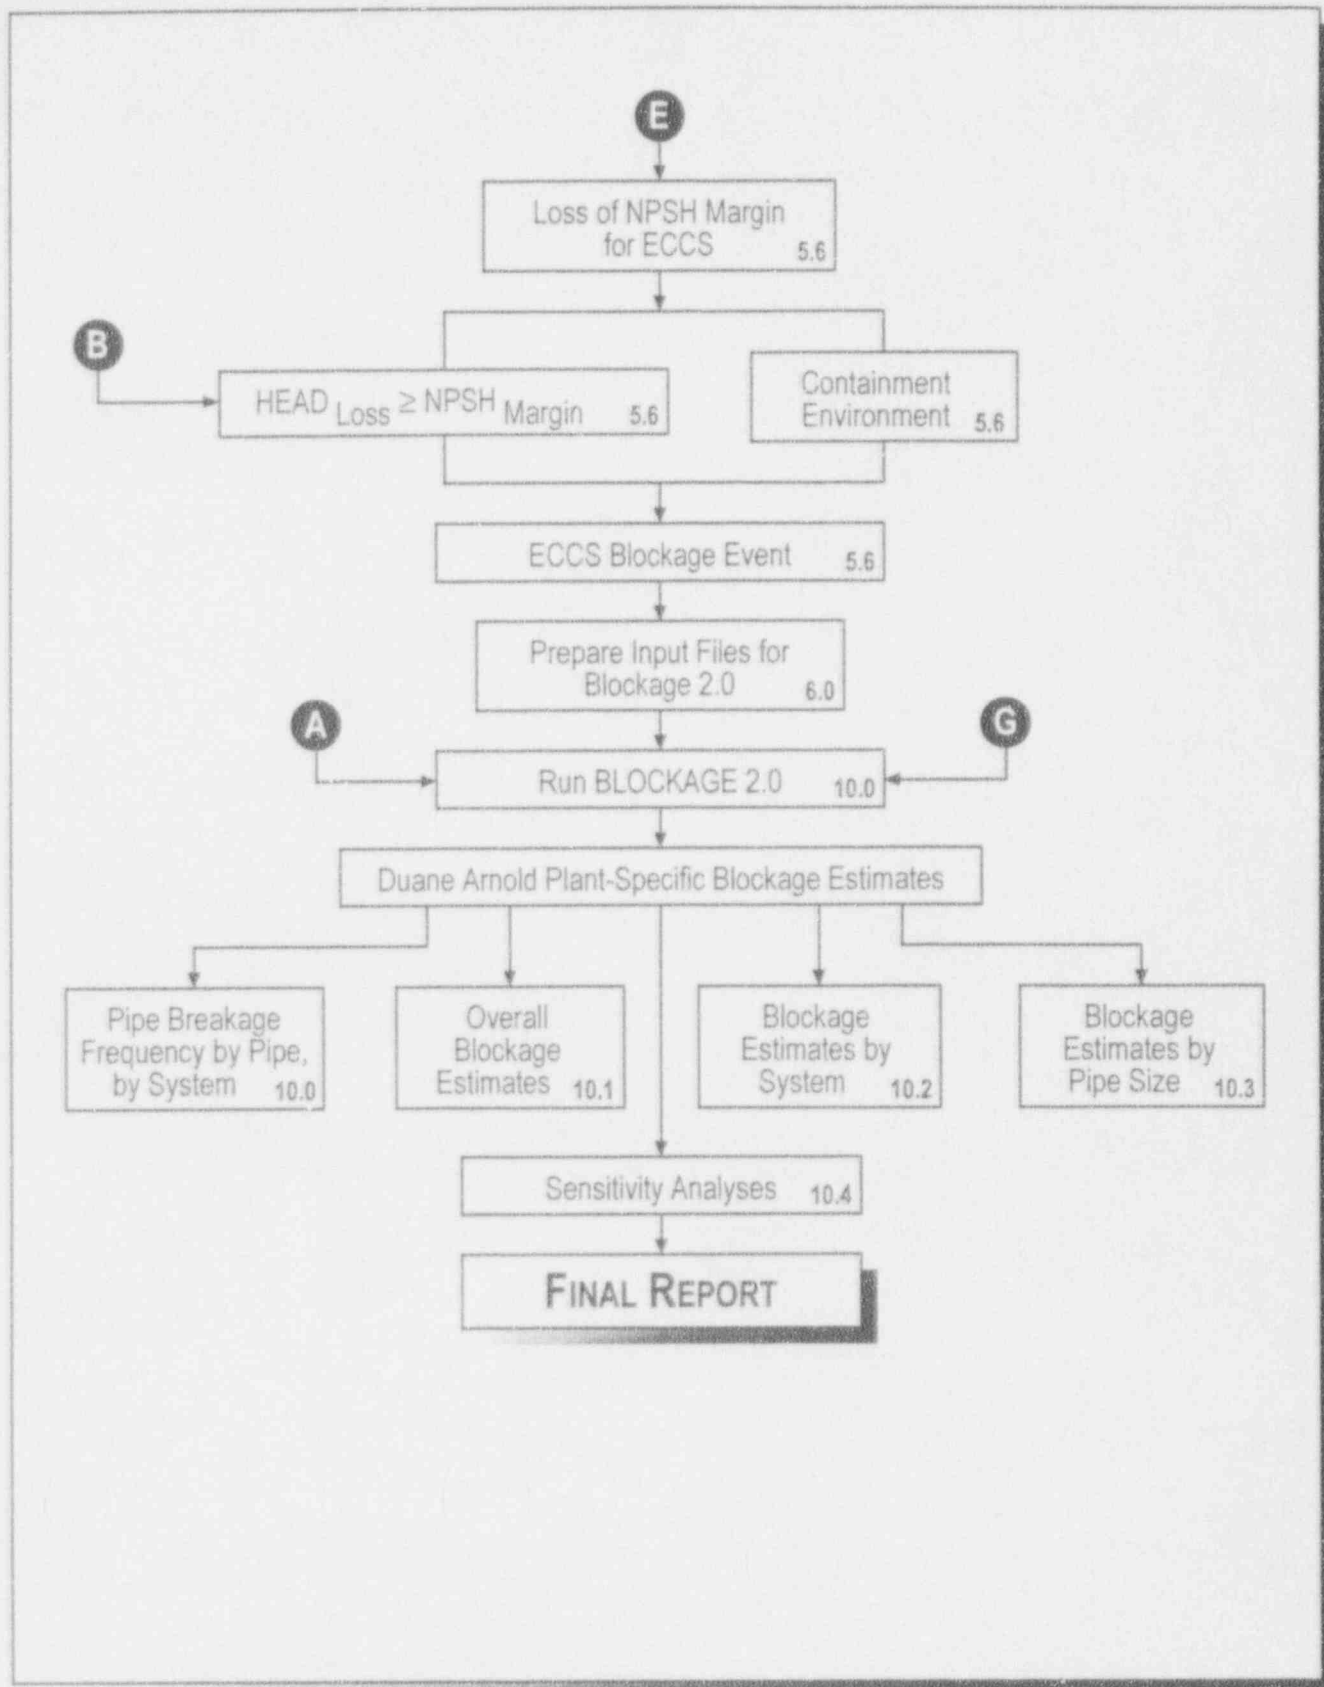 E
Loss of NPSH Margin
for ECCS 5.6
B
HEAD Loss ≥ NPSH Margin 5.6
Containment
Environment 5.6
ECCS Blockage Event 5.6
Prepare Input Files for
Blockage 2.0 6.0
A
G
Run BLOCKAGE 2.0 10.0
Duane Arnold Plant-Specific Blockage Estimates
Pipe Breakage
Frequency by Pipe,
by System 10.0
Overall
Blockage
Estimates 10.1
Blockage
Estimates by
System 10.2
Blockage
Estimates by
Pipe Size 10.3
Sensitivity Analyses 10.4
FINAL REPORT